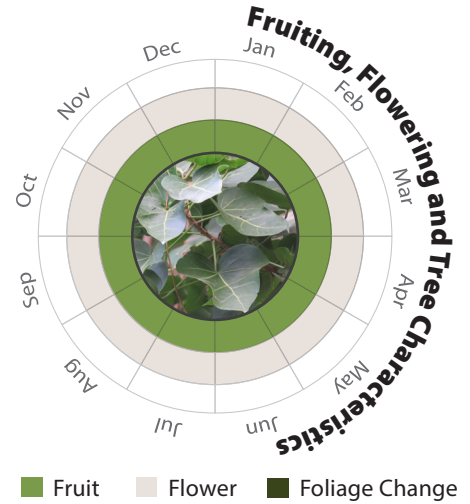 Fruiting, Flowering and Tree Characteristics
Jan
Feb
Mar
Apr
May
Jun
Jul
Aug
Sep
Oct
Nov
Dec
Fruit
Flower
Foliage Change